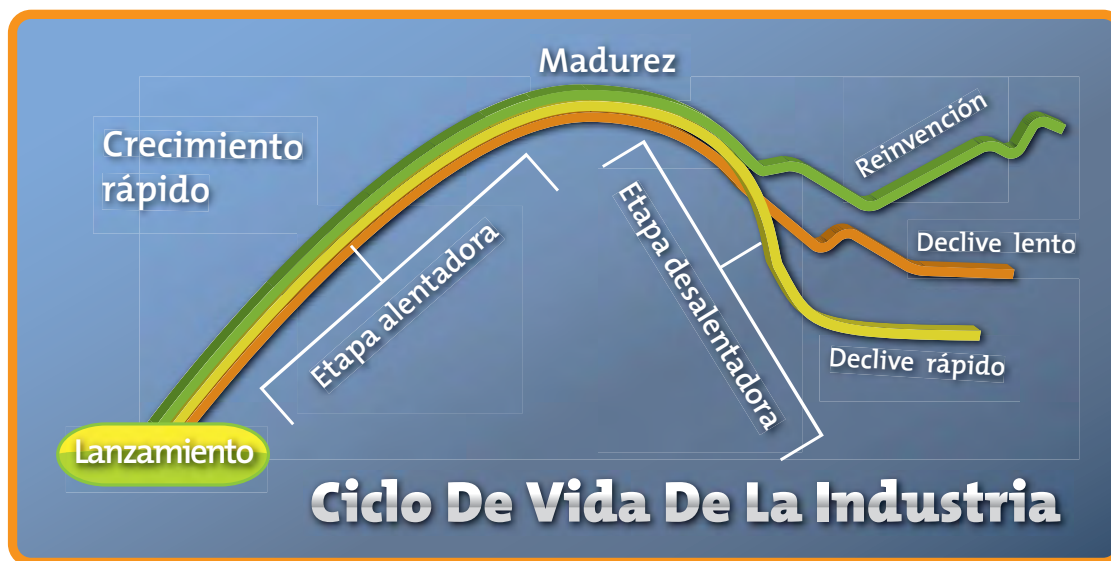 Madurez
Crecimiento
rápido
Reinvención
Etapa alentadora
Etapa desalentadora
Declive lento
Declive rápido
Lanzamiento
Ciclo De Vida De La Industria